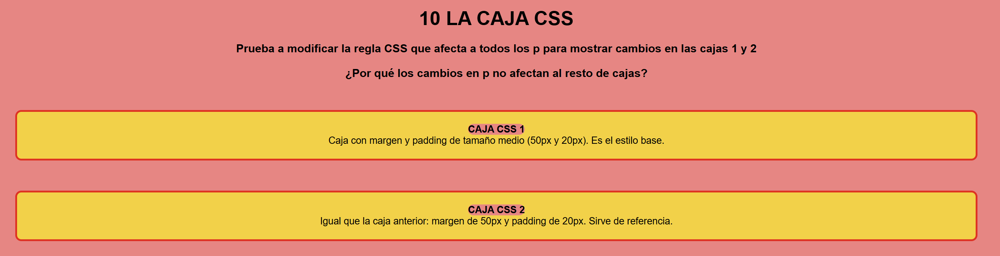 10 LA CAJA CSS
Prueba a modificar la regla CSS que afecta a todos los p para mostrar cambios en las cajas 1 y 2
¿Por qué los cambios en p no afectan al resto de cajas?
CAJA CSS 1
Caja con margen y padding de tamaño medio (50px y 20px). Es el estilo base.
CAJA CSS 2
Igual que la caja anterior: margen de 50px y padding de 20px. Sirve de referencia.